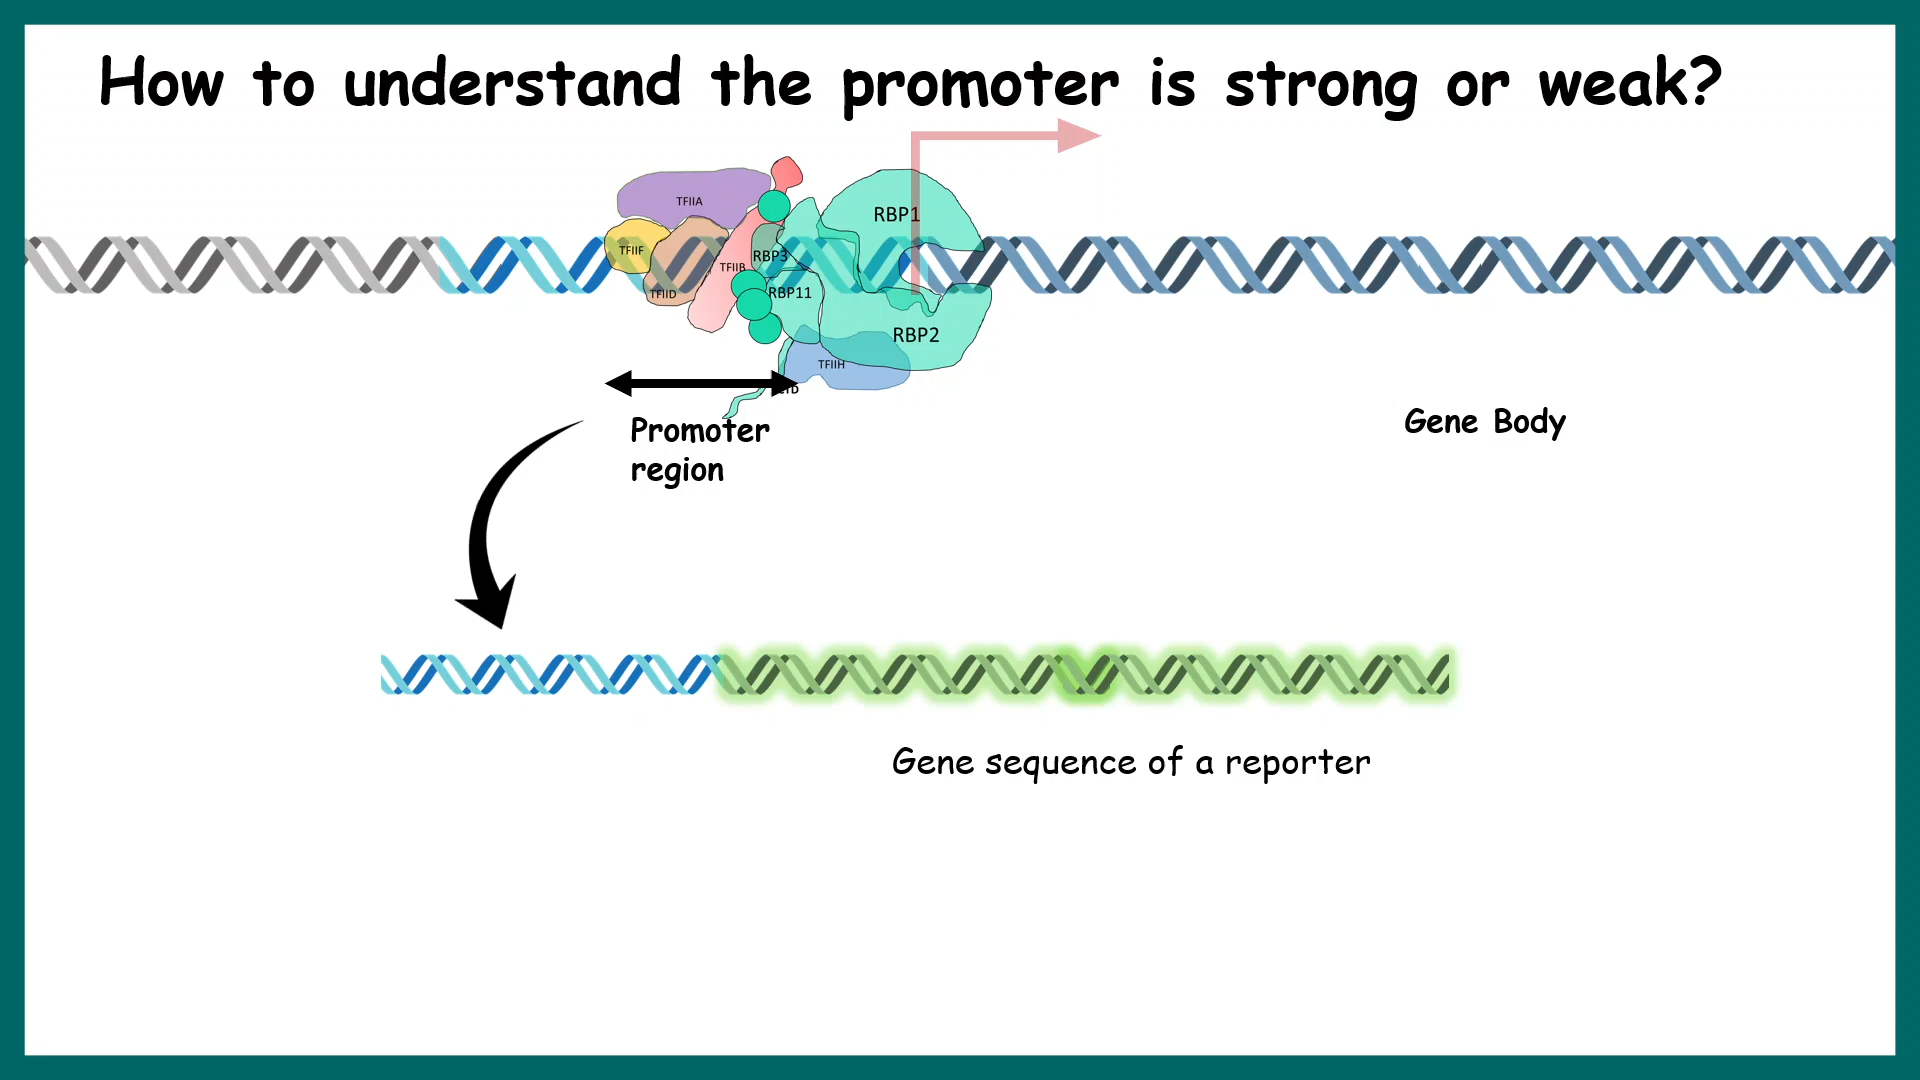 How to understand the promoter is strong or weak?
TFIIA
RBP1
TFIIF
RBP3
TFIIB
TFIID
RBP11
RBP2
TFIIH
Promoter
region
Gene Body
Gene sequence of a reporter